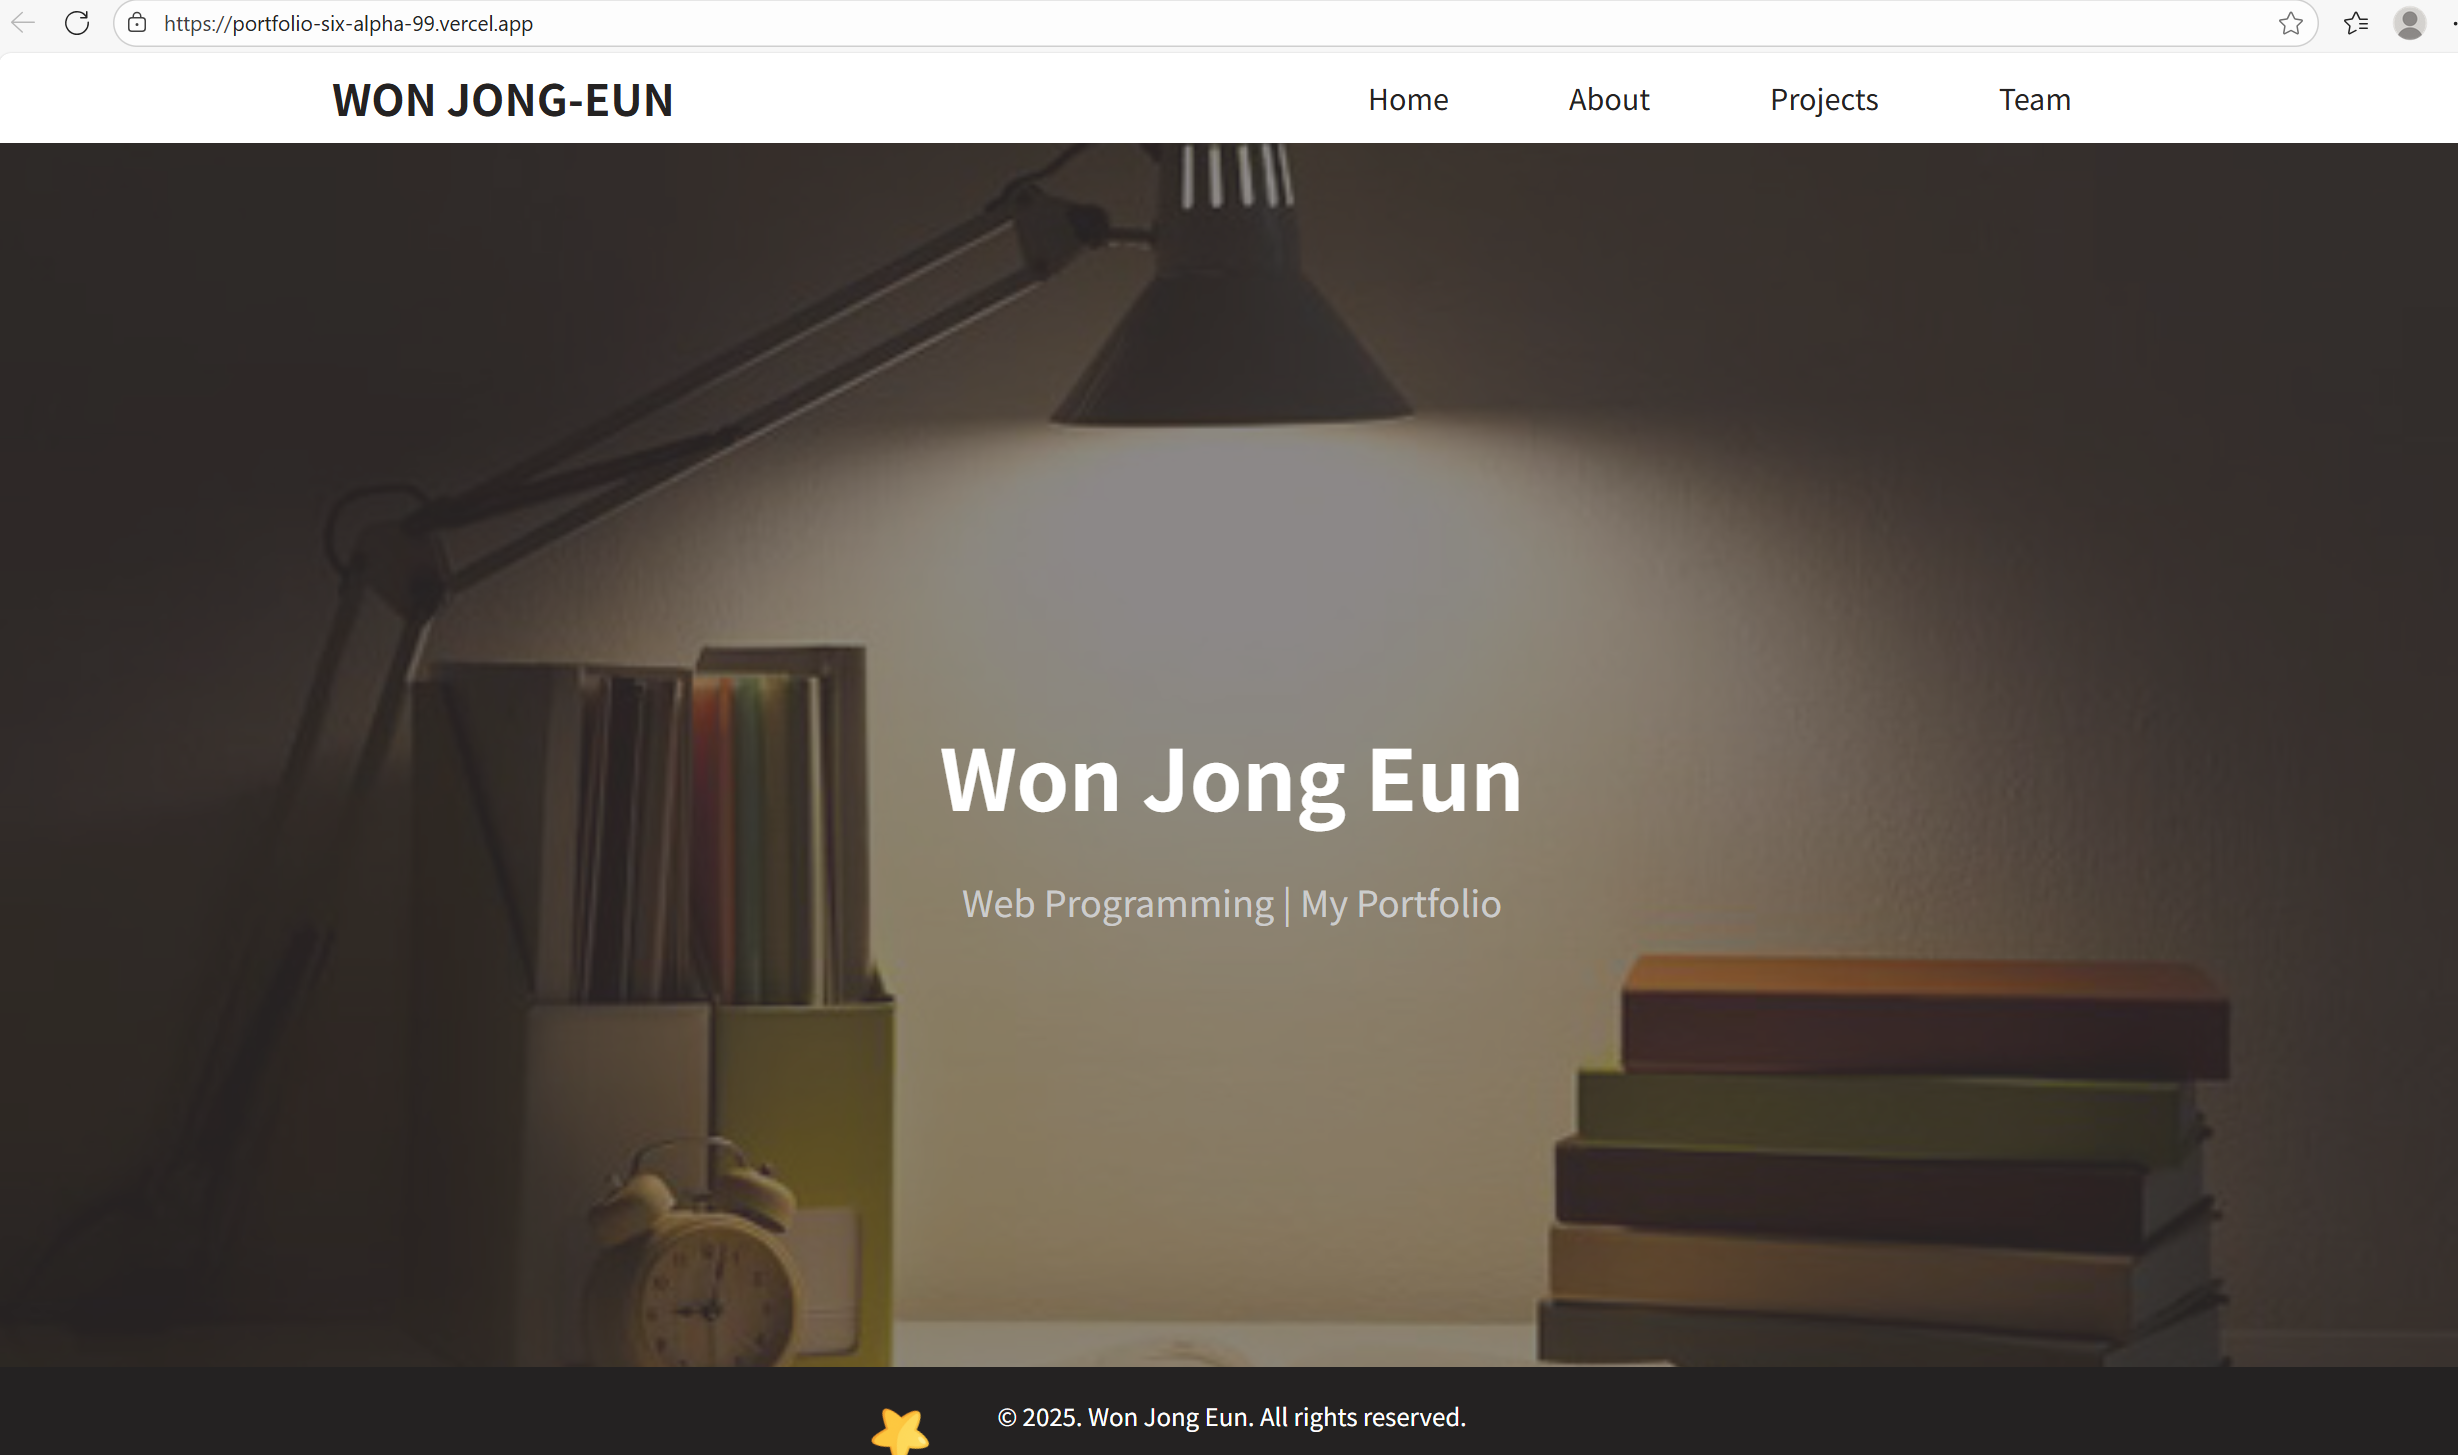 https://portfolio-six-alpha-99.vercel.app
WON JONG-EUN
Home About Projects Team
Won Jong Eun
Web Programming | My Portfolio
© 2025. Won Jong Eun. All rights reserved.